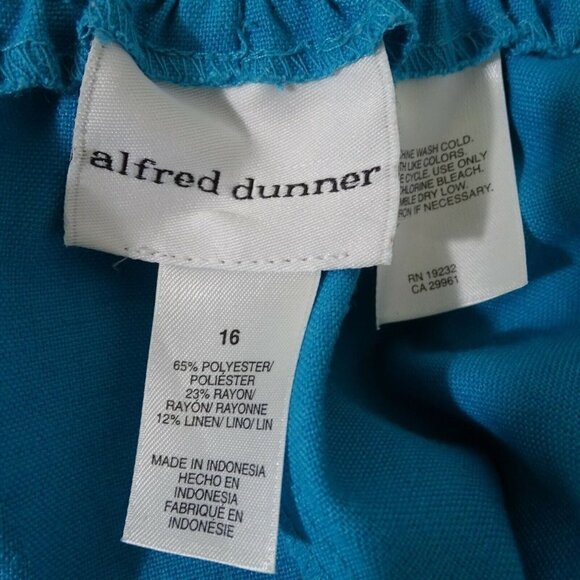 alfred dunner
16
65% POLYESTER/
POLIÉSTER
23% RAYON/
RAYÓN/ RAYONNE
12% LINEN/ LINO/ LIN
MADE IN INDONESIA
HECHO EN
INDONESIA
FABRIQUÉ EN
INDONÉSIE
WASH COLD.
LIKE COLORS.
CYCLE. USE ONLY
BLEACH.
DRY LOW.
IF NECESSARY.
RN 19232
CA 29961